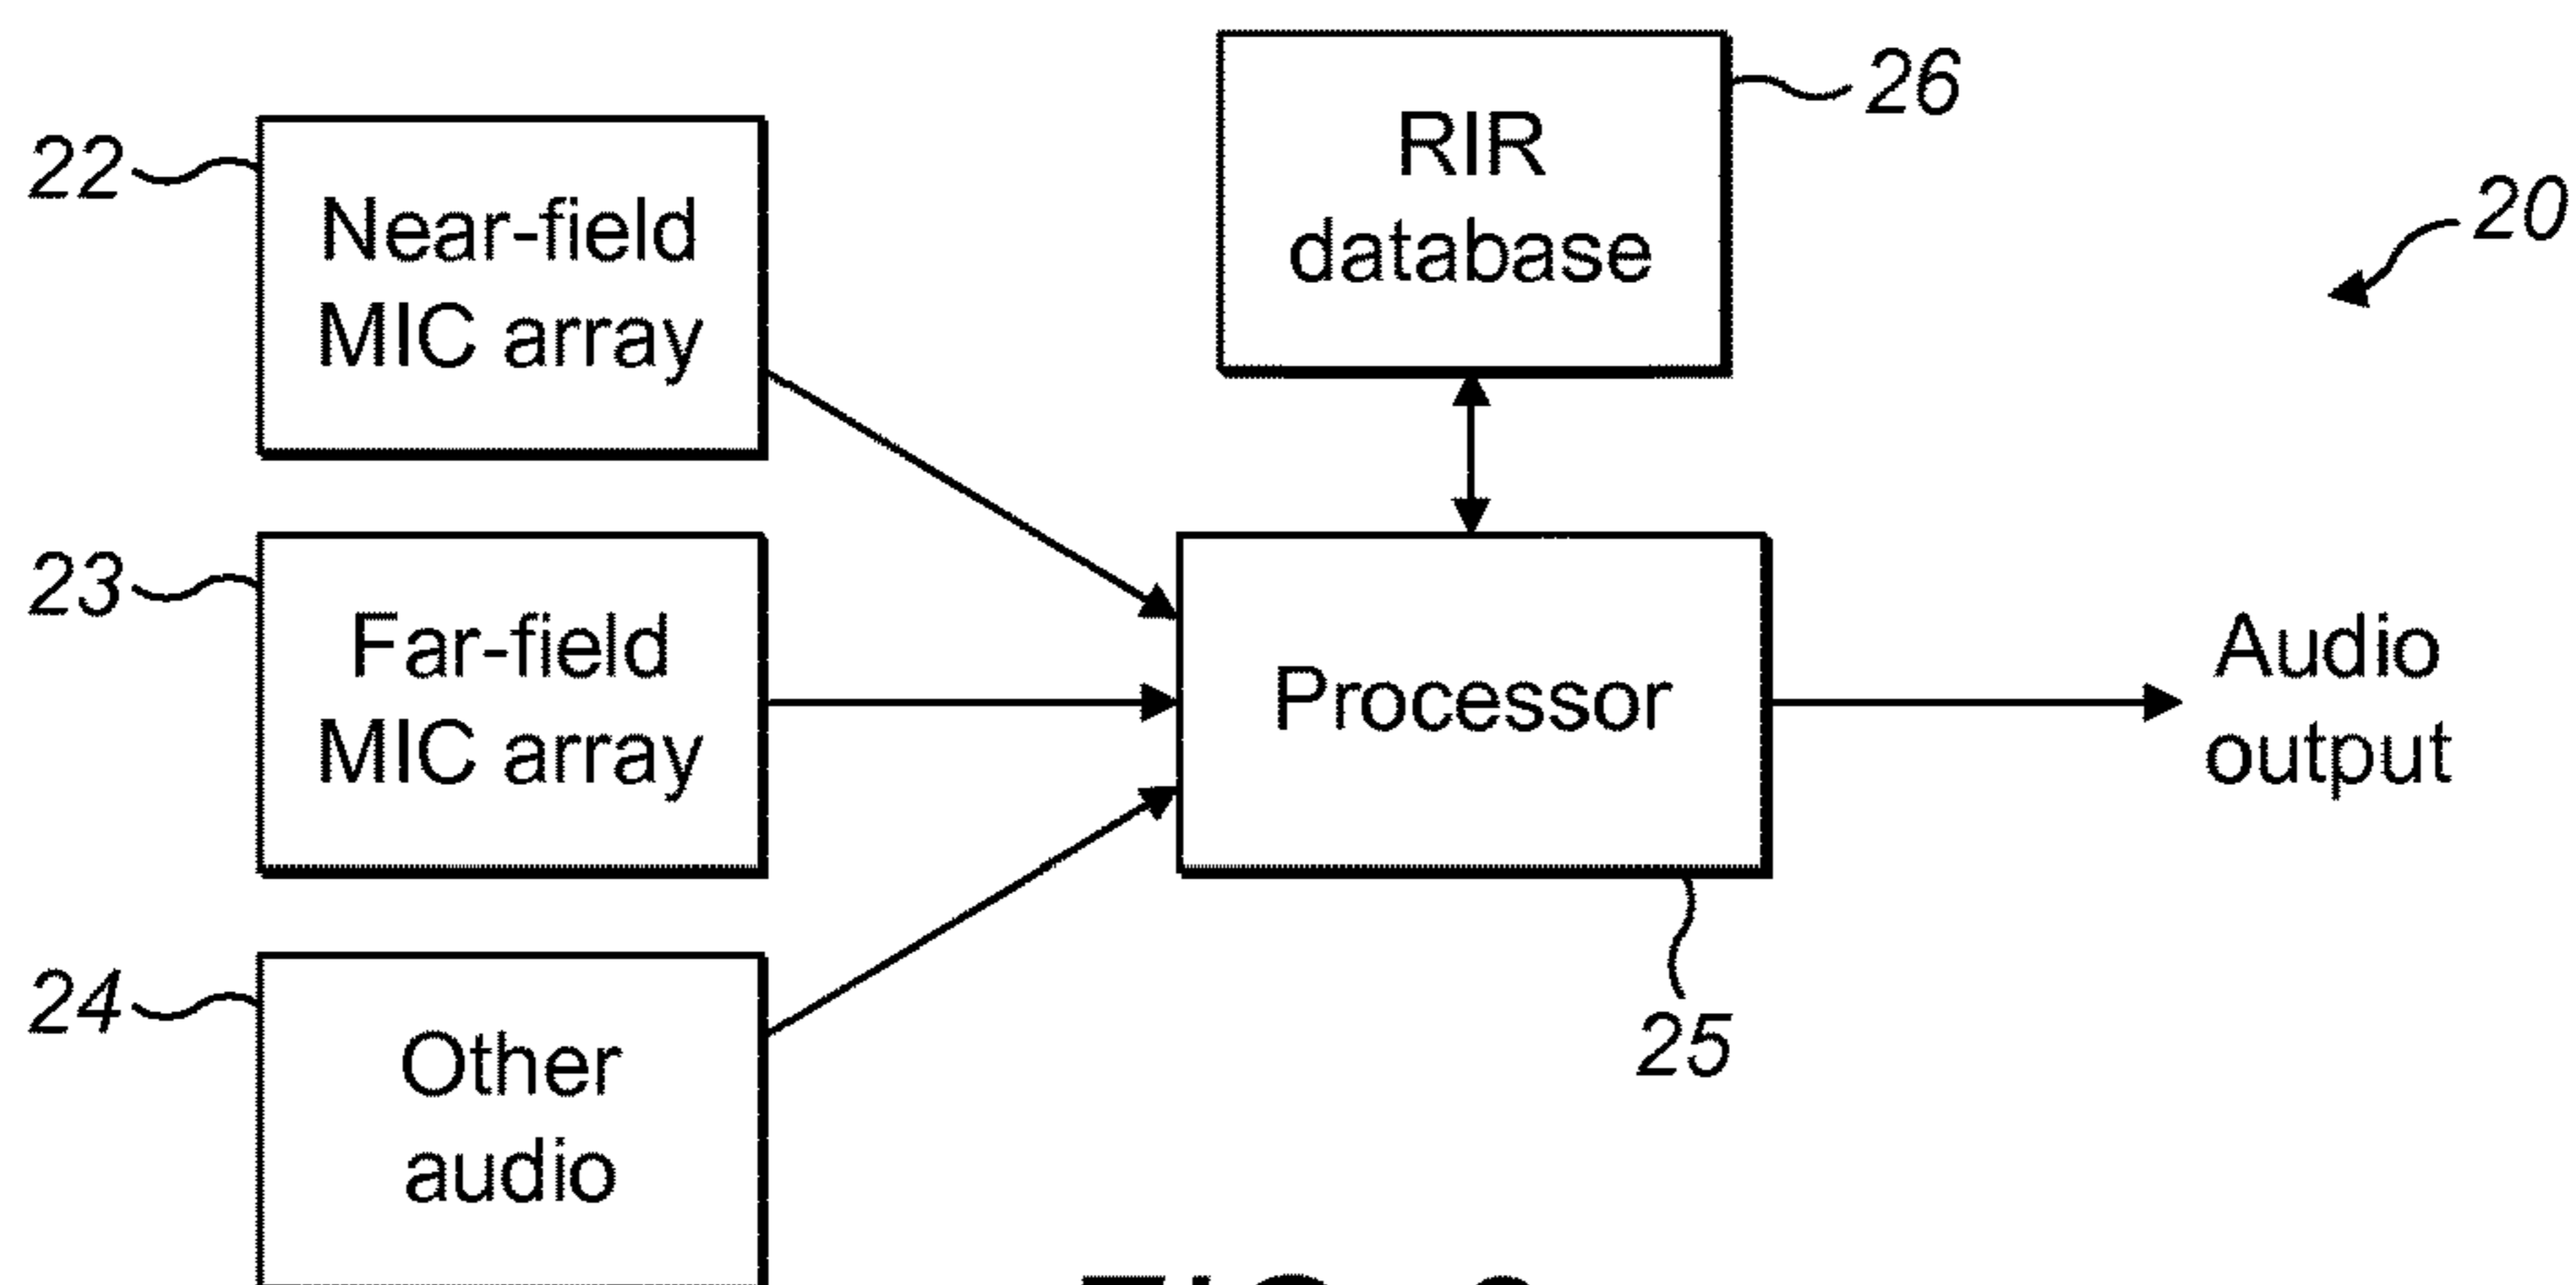 22
Near-field
MIC array
RIR
database
26
20
23
Far-field
MIC array
Processor
Audio
output
24
Other
audio
25